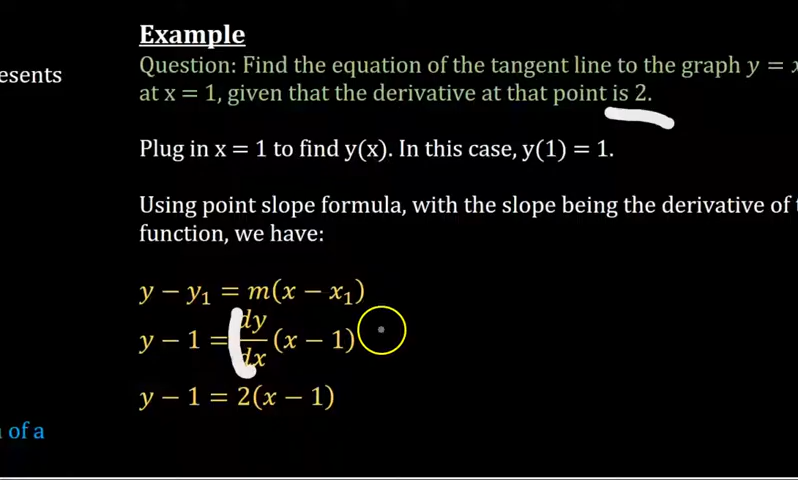 Example
Question: Find the equation of the tangent line to the graph y =
esents
at x = 1, given that the derivative at that point is 2.
Plug in x = 1 to find y(x). In this case, y(1) = 1.
Using point slope formula, with the slope being the derivative of
function, we have:
y − y₁ = m(x − x₁)
y − 1 = dy/dx (x − 1)
y − 1 = 2(x − 1)
of a